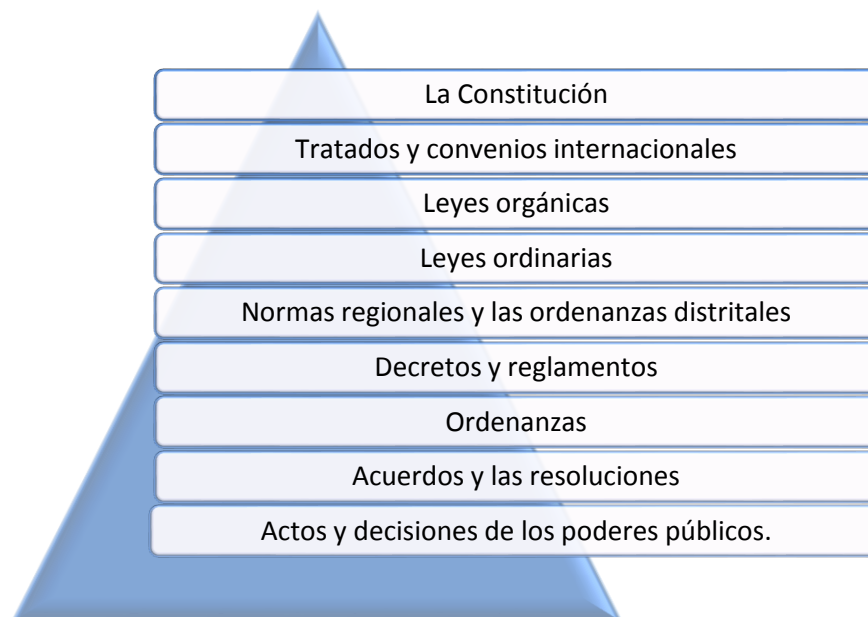 La Constitución
Tratados y convenios internacionales
Leyes orgánicas
Leyes ordinarias
Normas regionales y las ordenanzas distritales
Decretos y reglamentos
Ordenanzas
Acuerdos y las resoluciones
Actos y decisiones de los poderes públicos.